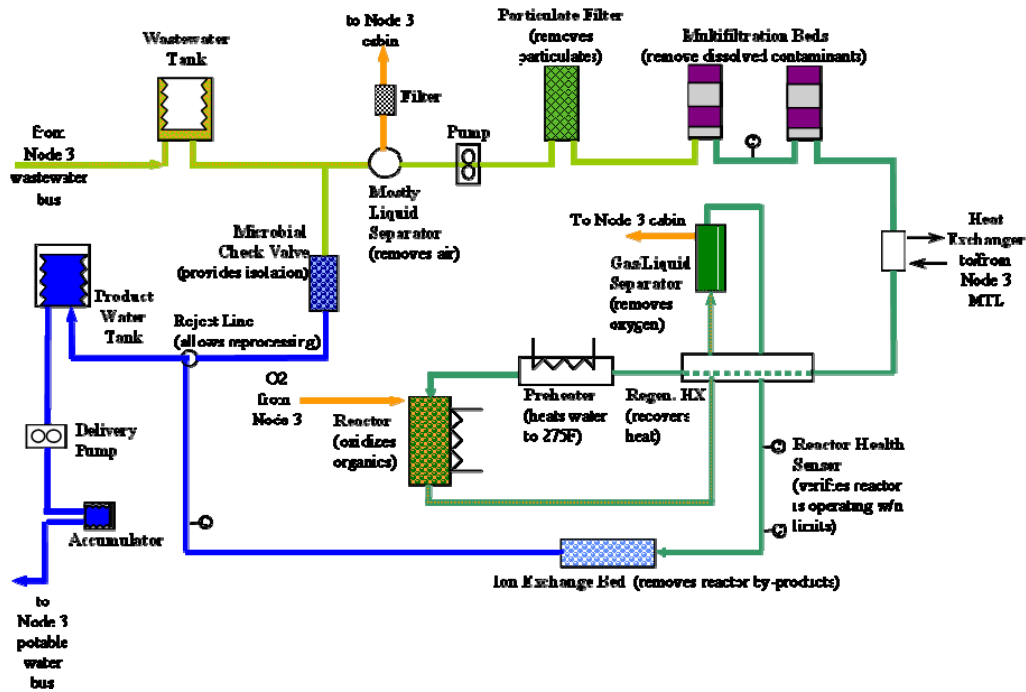 Wastewater
Tank
to Node 3
cabin
Filter
Particulate Filter
(removes
particulates)
Multifiltration Beds
(remove dissolved contaminants)
from
Node 3
wastewater
bus
Pump
Mostly
Liquid
Separator
(removes air)
Microbial
Check Valve
(provides isolation)
To Node 3 cabin
Gas/Liquid
Separator
(removes
oxygen)
Heat
Exchanger
to/from
Node 3
MTL
Product
Water
Tank
Reject Line
(allows reprocessing)
O2
from
Node 3
Reactor
(oxidizes
organics)
Preheater
(heats water
to 275F)
Regen. HX
(recovers
heat)
Delivery
Pump
Reactor Health
Sensor
(verifies reactor
is operating w/n
limits)
Accumulator
Ion Exchange Bed (removes reactor by-products)
to
Node 3
potable
water
bus